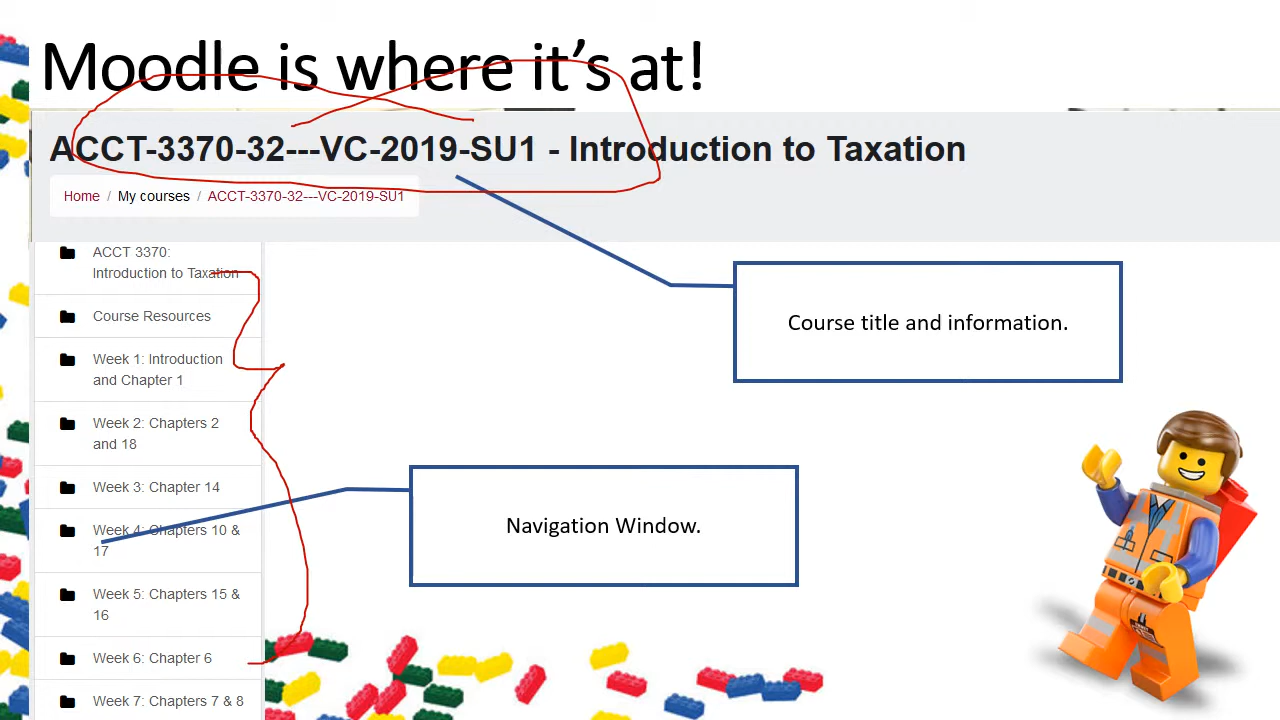 Moodle is where it's at!
ACCT-3370-32---VC-2019-SU1 - Introduction to Taxation
Home / My courses / ACCT-3370-32---VC-2019-SU1
ACCT 3370:
Introduction to Taxation
Course Resources
Week 1: Introduction
and Chapter 1
Week 2: Chapters 2
and 18
Week 3: Chapter 14
Week 4: Chapters 10 &
17
Week 5: Chapters 15 &
16
Week 6: Chapter 6
Week 7: Chapters 7 & 8
Course title and information.
Navigation Window.